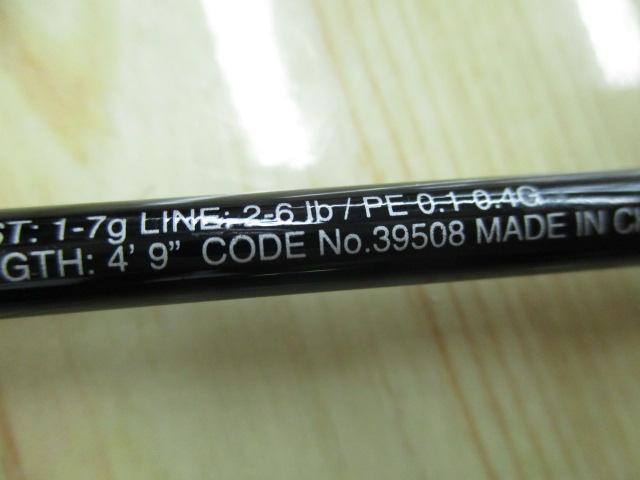 ST: 1-7g LINE: 2-6 lb / PE 0.1-0.4G
GTH: 4' 9" CODE No.39508 MADE IN C